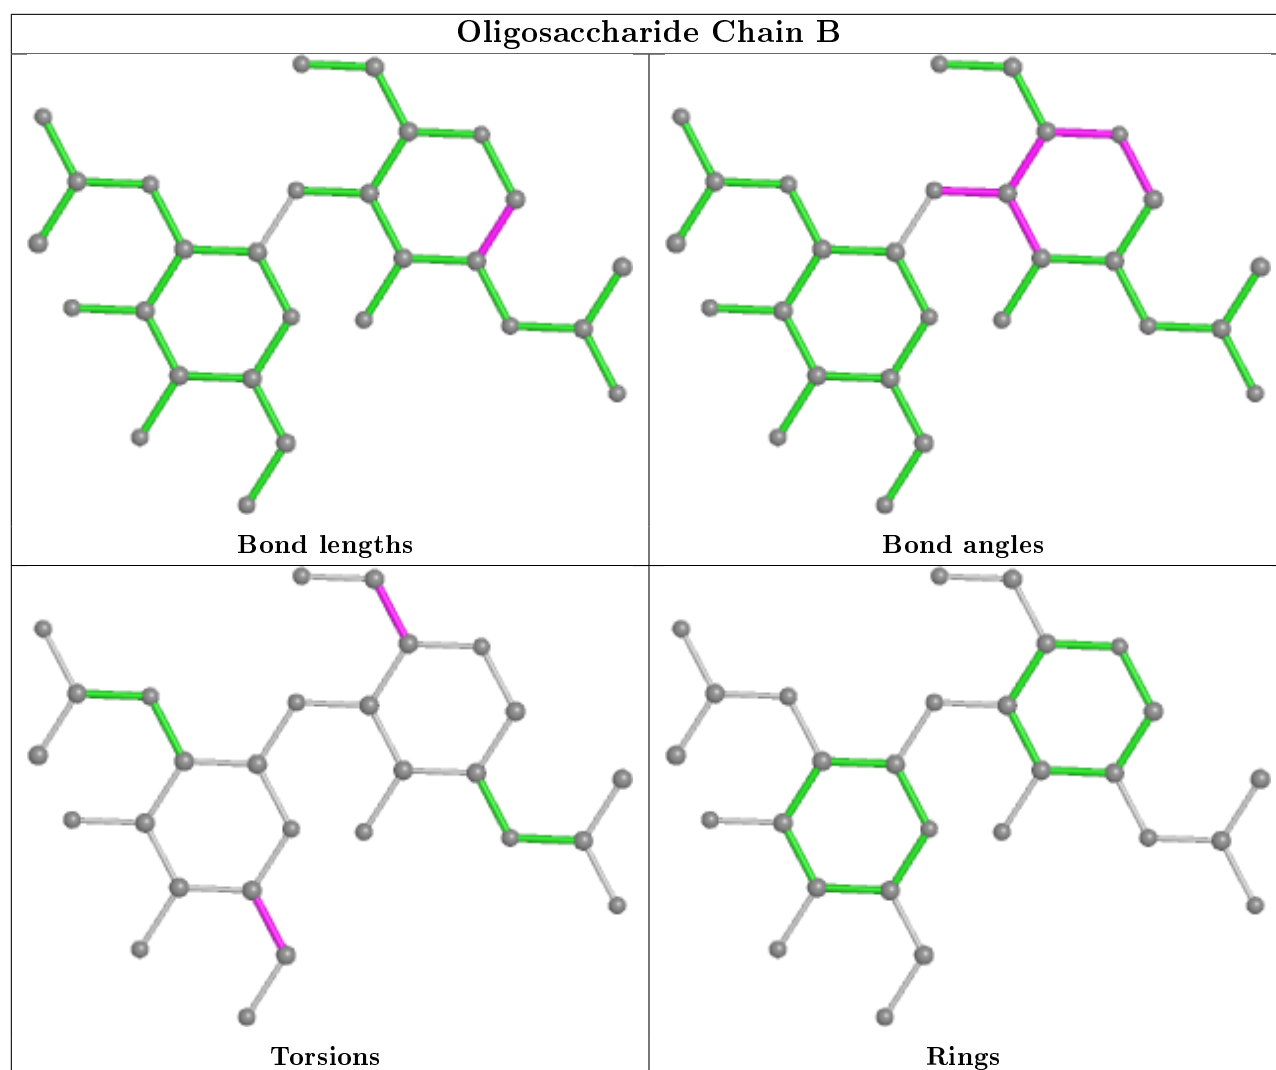 Oligosaccharide Chain B
Bond lengths
Bond angles
Torsions
Rings